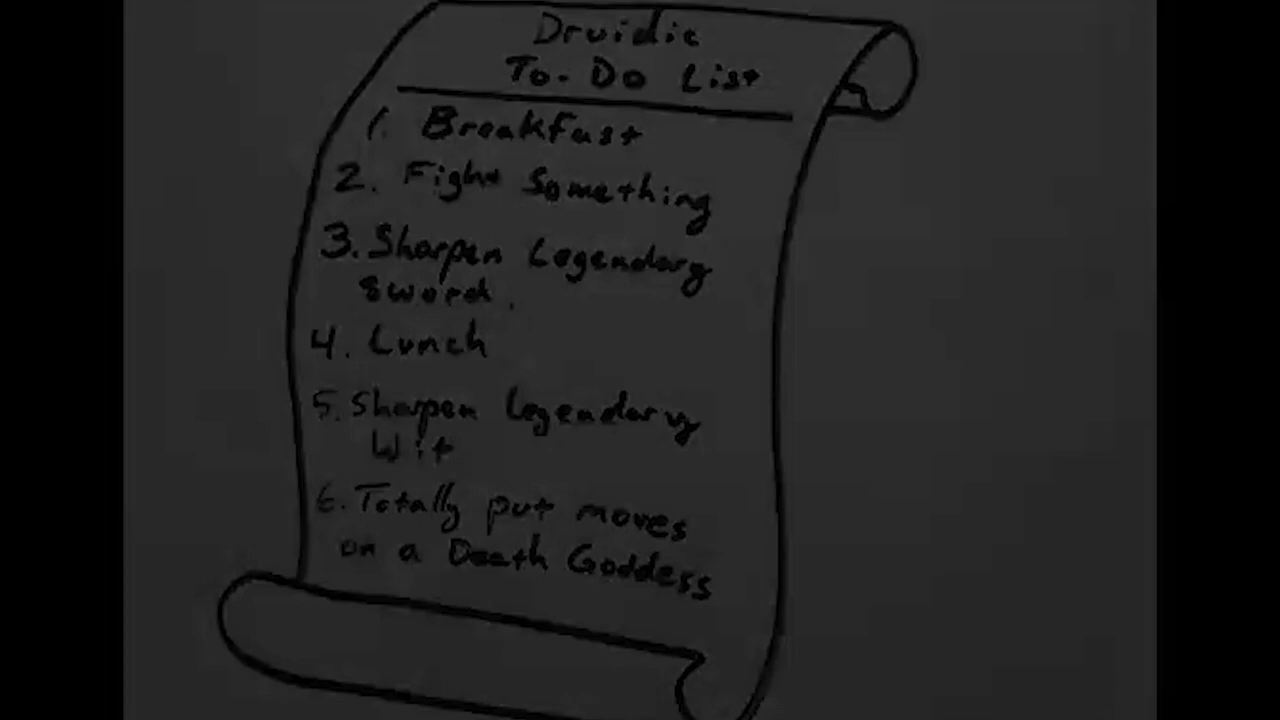 Druidic
To-Do List
1. Breakfast
2. Fight Something
3. Sharpen Legendary
Sword.
4. Lunch
5. Sharpen Legendary
Wit
6. Totally put moves
on a Death Goddess